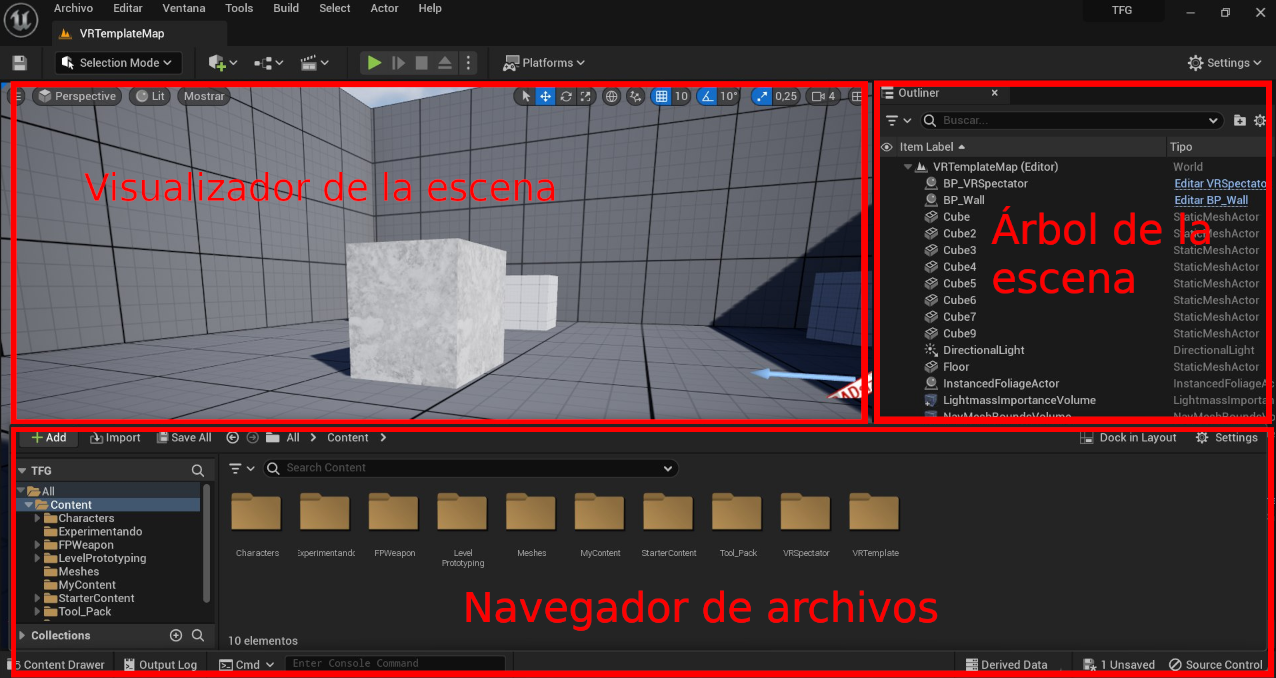 Archivo Editar Ventana Tools Build Select Actor Help TFG
VRTemplateMap
Selection Mode Platforms Settings
Perspective Lit Mostrar 10 10° 0,25 4
Outliner
Buscar...
Item Label Tipo
VRTemplateMap (Editor) World
BP_VRSpectator Editar VRSpectato
BP_Wall Editar BP_Wall
Cube StaticMeshActor
Cube2 StaticMeshActor
Cube3 StaticMeshActor
Cube4 StaticMeshActor
Cube5 StaticMeshActor
Cube6 StaticMeshActor
Cube7 StaticMeshActor
Cube9 StaticMeshActor
DirectionalLight DirectionalLight
Floor StaticMeshActor
InstancedFoliageActor InstancedFoliageA
LightmassImportanceVolume LightmassImporta
NavMeshBoundsVolume NavMeshBoundsV
Visualizador de la escena
Árbol de la
escena
Add Import Save All All Content Dock in Layout Settings
TFG
Search Content
All
Content
Characters
Experimentando
FPWeapon
LevelPrototyping
Meshes
MyContent
StarterContent
Tool_Pack
Collections
Characters Experimentando FPWeapon Level Meshes MyContent StarterContent Tool_Pack VRSpectator VRTemplate
Prototyping
Navegador de archivos
10 elementos
Content Drawer Output Log Cmd Enter Console Command Derived Data 1 Unsaved Source Control